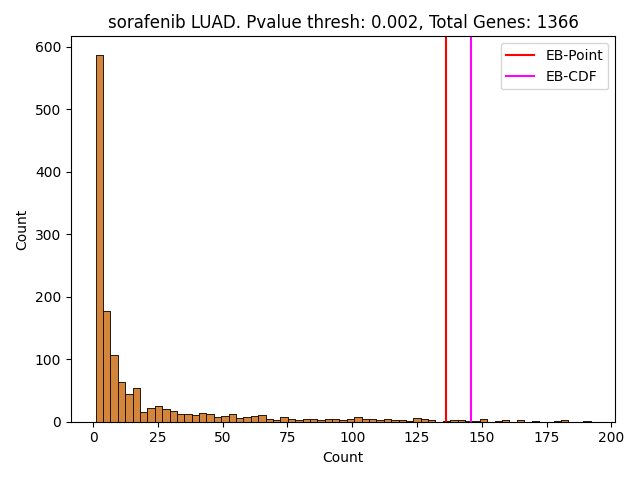 sorafenib LUAD. Pvalue thresh: 0.002, Total Genes: 1366
EB-Point
EB-CDF
600
500
400
300
200
100
0
Count
0 25 50 75 100 125 150 175 200
Count